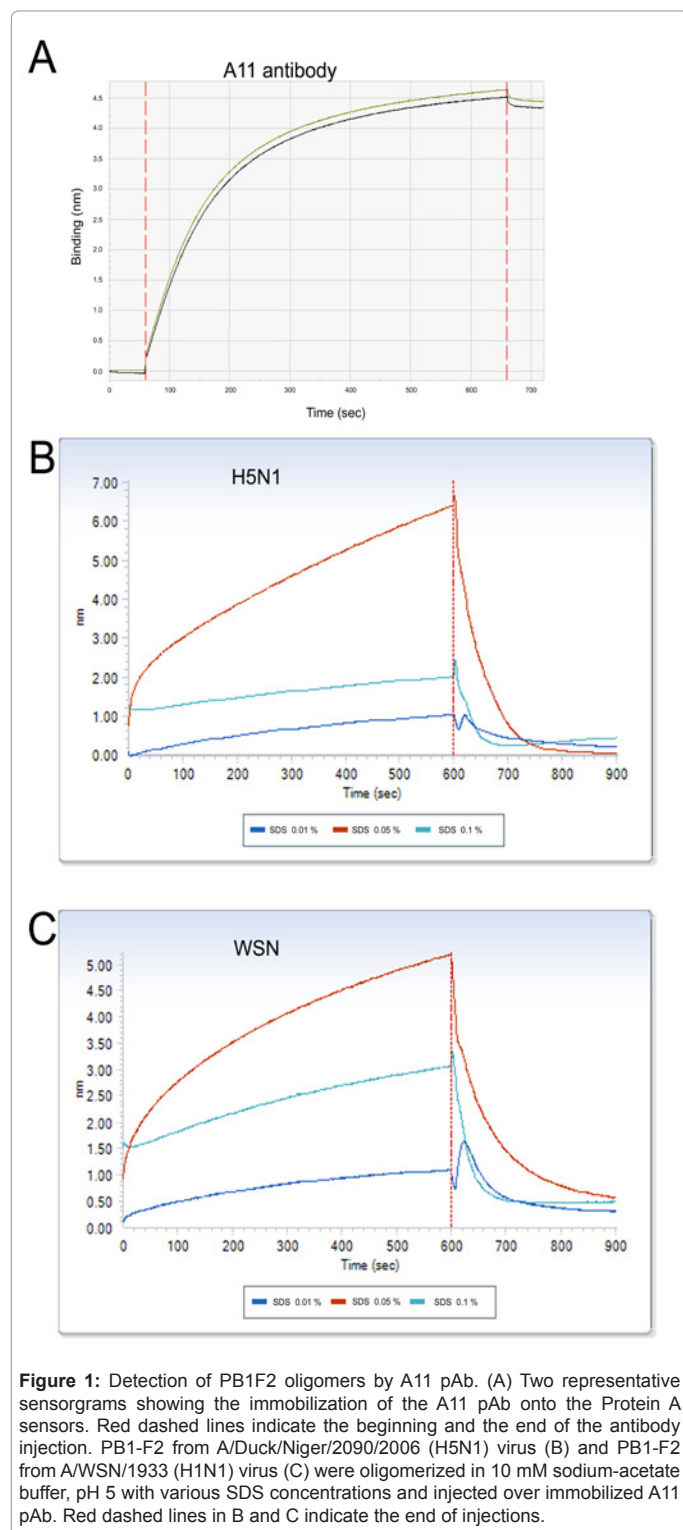 A
A11 antibody
Binding (nm)
4.5
4.0
3.5
3.0
2.5
2.0
1.5
1.0
0.5
0.0
0 100 200 300 400 500 600 700
Time (sec)
B
H5N1
nm
7.00
6.00
5.00
4.00
3.00
2.00
1.00
0.00
0 100 200 300 400 500 600 700 800 900
Time (sec)
SDS 0.01 % SDS 0.05 % SDS 0.1 %
C
WSN
nm
5.00
4.50
4.00
3.50
3.00
2.50
2.00
1.50
1.00
0.50
0.00
0 100 200 300 400 500 600 700 800 900
Time (sec)
SDS 0.01 % SDS 0.05 % SDS 0.1 %
Figure 1: Detection of PB1F2 oligomers by A11 pAb. (A) Two representative
sensorgrams showing the immobilization of the A11 pAb onto the Protein A
sensors. Red dashed lines indicate the beginning and the end of the antibody
injection. PB1-F2 from A/Duck/Niger/2090/2006 (H5N1) virus (B) and PB1-F2
from A/WSN/1933 (H1N1) virus (C) were oligomerized in 10 mM sodium-acetate
buffer, pH 5 with various SDS concentrations and injected over immobilized A11
pAb. Red dashed lines in B and C indicate the end of injections.